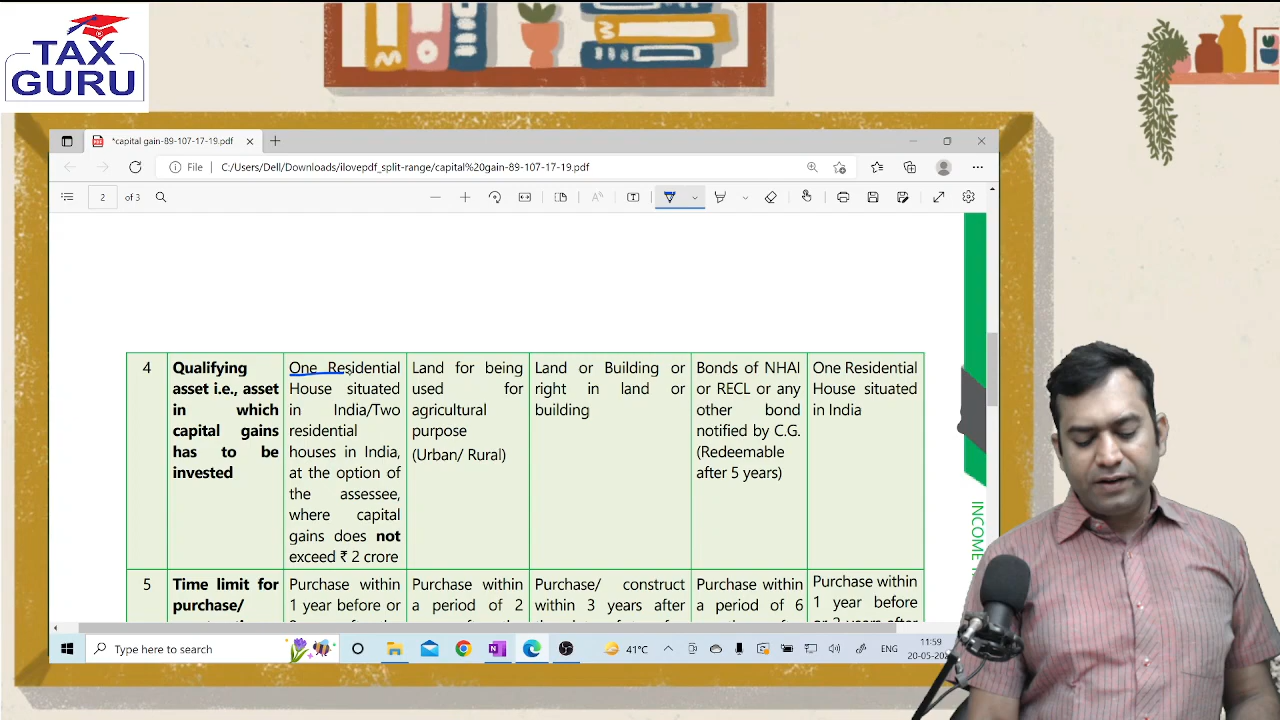 TAX
GURU
*capital gain-89-107-17-19.pdf
File
C:/Users/Dell/Downloads/ilovepdf_split-range/capital%20gain-89-107-17-19.pdf
2
of 3
4
Qualifying
asset i.e., asset
in which
capital gains
has to be
invested
One Residential
House situated
in India/Two
residential
houses in India,
at the option of
the assessee,
where capital
gains does not
exceed ₹ 2 crore
Land for being
used for
agricultural
purpose
(Urban/ Rural)
Land or Building or
right in land or
building
Bonds of NHAI
or RECL or any
other bond
notified by C.G.
(Redeemable
after 5 years)
One Residential
House situated
in India
5
Time limit for
purchase/
Purchase within
1 year before or
Purchase within
a period of 2
Purchase/ construct
within 3 years after
Purchase within
a period of 6
Purchase within
1 year before
INCOME
Type here to search
41°C
ENG
11:59